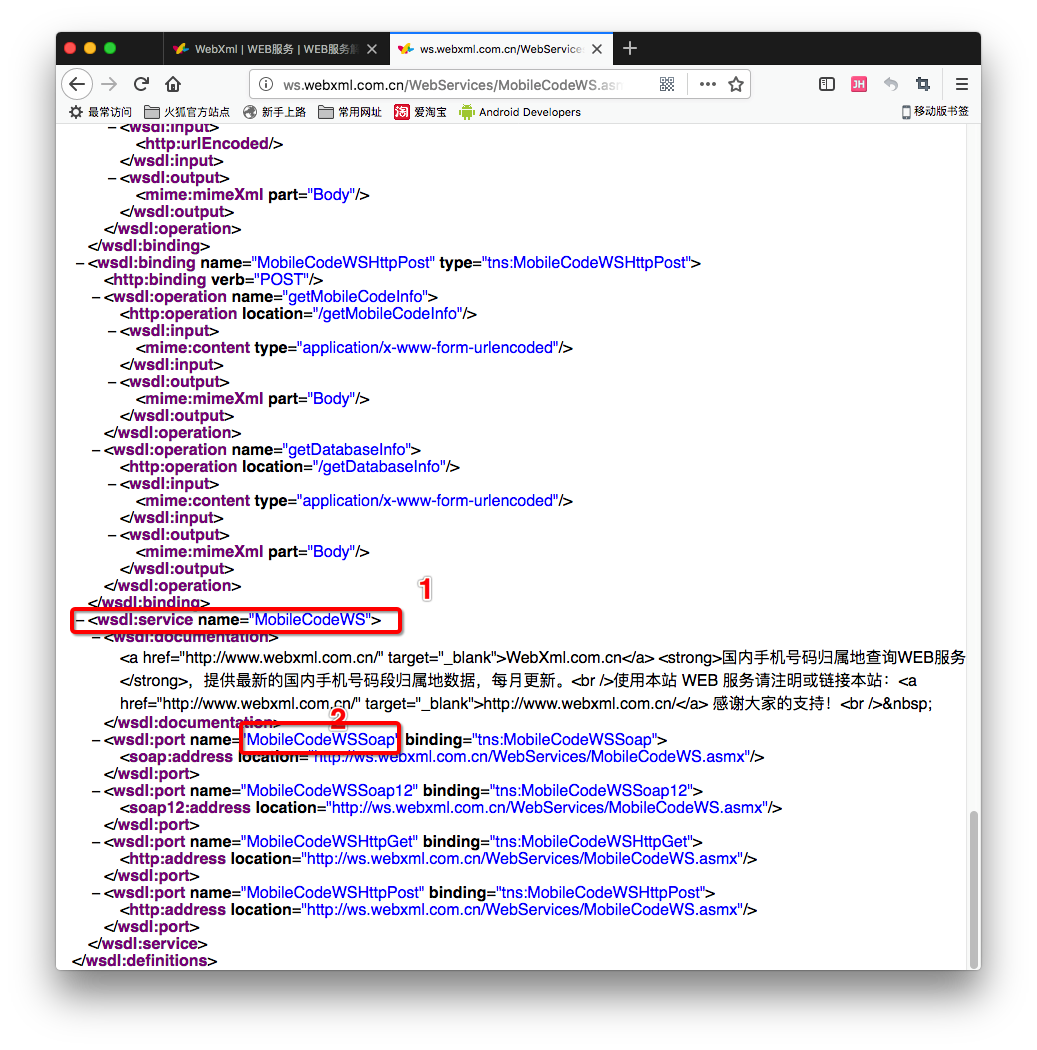 WebXml | WEB服务 | WEB服务
ws.webxml.com.cn/WebService
ws.webxml.com.cn/WebServices/MobileCodeWS.asm
JH
最常访问 火狐官方站点 新手上路 常用网址 淘 爱淘宝 Android Developers 移动版书签
−<wsdl:input>
<http:urlEncoded/>
</wsdl:input>
−<wsdl:output>
<mime:mimeXml part="Body"/>
</wsdl:output>
</wsdl:operation>
</wsdl:binding>
−<wsdl:binding name="MobileCodeWSHttpPost" type="tns:MobileCodeWSHttpPost">
<http:binding verb="POST"/>
−<wsdl:operation name="getMobileCodeInfo">
<http:operation location="/getMobileCodeInfo"/>
−<wsdl:input>
<mime:content type="application/x-www-form-urlencoded"/>
</wsdl:input>
−<wsdl:output>
<mime:mimeXml part="Body"/>
</wsdl:output>
</wsdl:operation>
−<wsdl:operation name="getDatabaseInfo">
<http:operation location="/getDatabaseInfo"/>
−<wsdl:input>
<mime:content type="application/x-www-form-urlencoded"/>
</wsdl:input>
−<wsdl:output>
<mime:mimeXml part="Body"/>
</wsdl:output>
</wsdl:operation>
1
</wsdl:binding>
−<wsdl:service name="MobileCodeWS">
−<wsdl:documentation>
<a href="http://www.webxml.com.cn/" target="_blank">WebXml.com.cn</a> <strong>国内手机号码归属地查询WEB服务
</strong>，提供最新的国内手机号码段归属地数据，每月更新。<br />使用本站 WEB 服务请注明或链接本站：<a
href="http://www.webxml.com.cn/" target="_blank">http://www.webxml.com.cn/</a> 感谢大家的支持！<br />&nbsp;
2
</wsdl:documentation>
−<wsdl:port name="MobileCodeWSSoap" binding="tns:MobileCodeWSSoap">
<soap:address location="http://ws.webxml.com.cn/WebServices/MobileCodeWS.asmx"/>
</wsdl:port>
−<wsdl:port name="MobileCodeWSSoap12" binding="tns:MobileCodeWSSoap12">
<soap12:address location="http://ws.webxml.com.cn/WebServices/MobileCodeWS.asmx"/>
</wsdl:port>
−<wsdl:port name="MobileCodeWSHttpGet" binding="tns:MobileCodeWSHttpGet">
<http:address location="http://ws.webxml.com.cn/WebServices/MobileCodeWS.asmx"/>
</wsdl:port>
−<wsdl:port name="MobileCodeWSHttpPost" binding="tns:MobileCodeWSHttpPost">
<http:address location="http://ws.webxml.com.cn/WebServices/MobileCodeWS.asmx"/>
</wsdl:port>
</wsdl:service>
</wsdl:definitions>